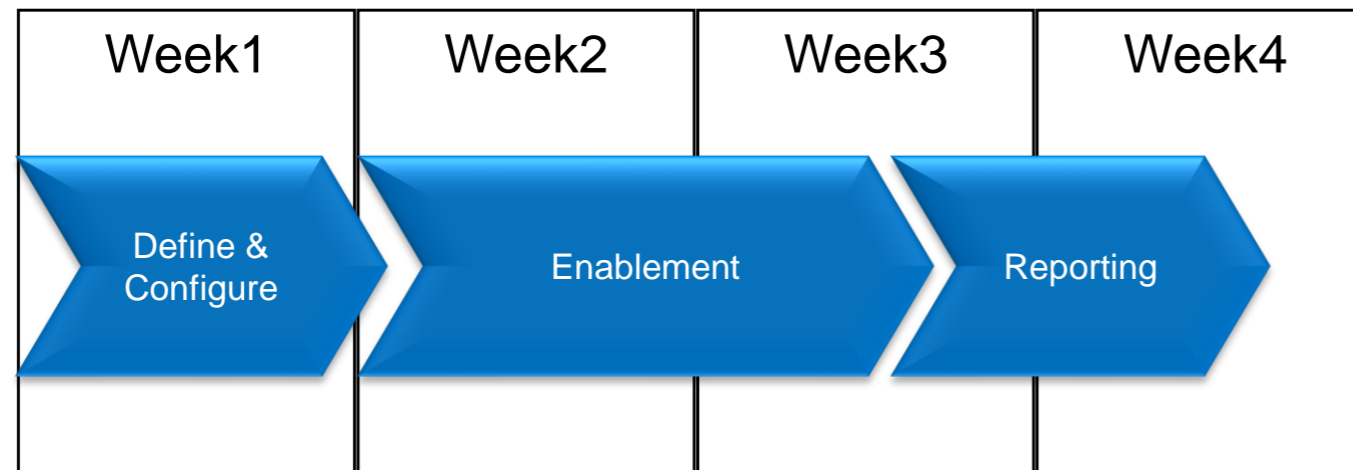 Week1
Week2
Week3
Week4
Define &
Configure
Enablement
Reporting